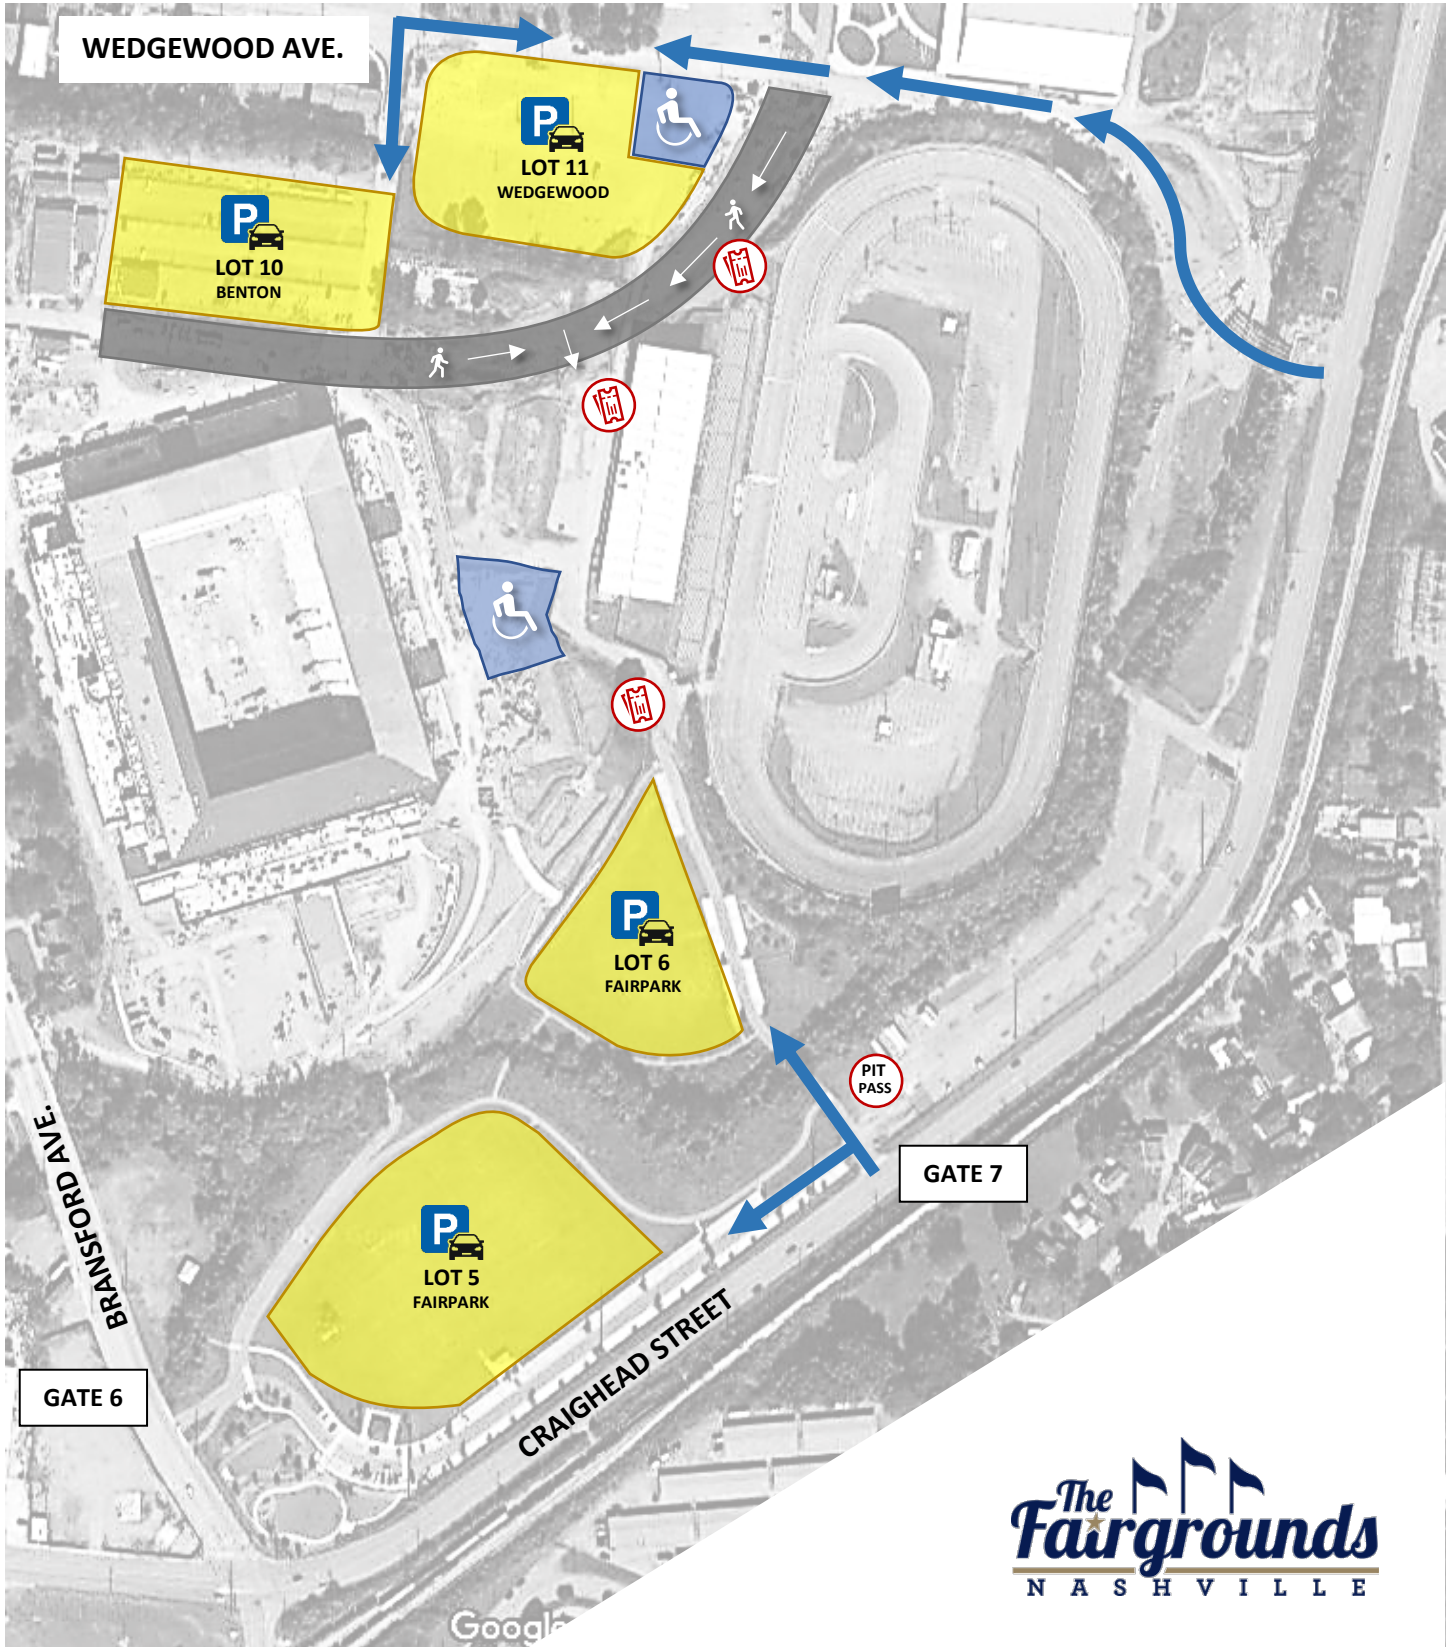 WEDGEWOOD AVE.
P
LOT 11
WEDGEWOOD
P
LOT 10
BENTON
P
LOT 6
FAIRPARK
PIT
PASS
GATE 7
BRANSFORD AVE.
P
LOT 5
FAIRPARK
CRAIGHEAD STREET
GATE 6
The
Fairgrounds
NASHVILLE
Googl